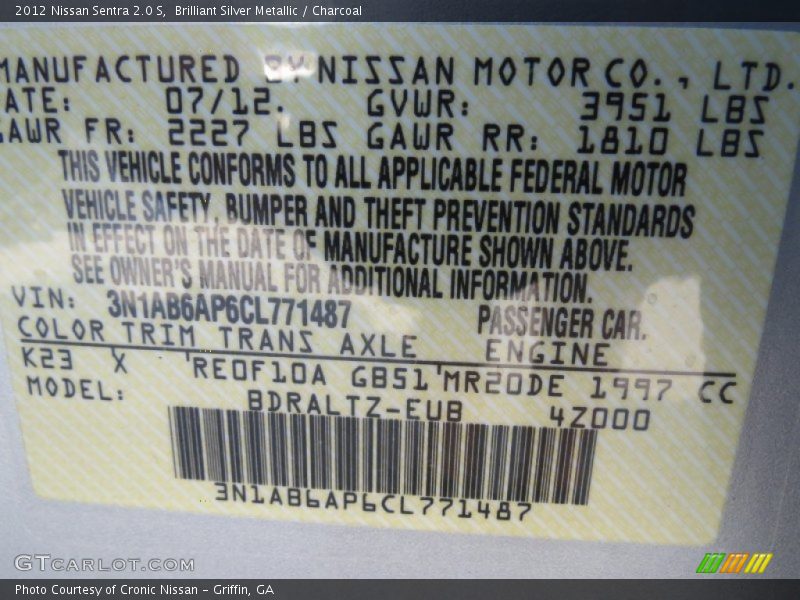 2012 Nissan Sentra 2.0 S, Brilliant Silver Metallic / Charcoal
MANUFACTURED BY NISSAN MOTOR CO., LTD.
ATE: 07/12. GVWR: 3951 LBS
GAWR FR: 2227 LBS GAWR RR: 1810 LBS
THIS VEHICLE CONFORMS TO ALL APPLICABLE FEDERAL MOTOR
VEHICLE SAFETY, BUMPER AND THEFT PREVENTION STANDARDS
IN EFFECT ON THE DATE OF MANUFACTURE SHOWN ABOVE.
SEE OWNER'S MANUAL FOR ADDITIONAL INFORMATION.
VIN: 3N1AB6AP6CL771487 PASSENGER CAR.
COLOR TRIM TRANS AXLE ENGINE
K23 X RE0F10A GB51 MR20DE 1997 CC
MODEL: BDRALTZ-EUB 4Z000
3N1AB6AP6CL771487
GTCARLOT.COM
Photo Courtesy of Cronic Nissan - Griffin, GA